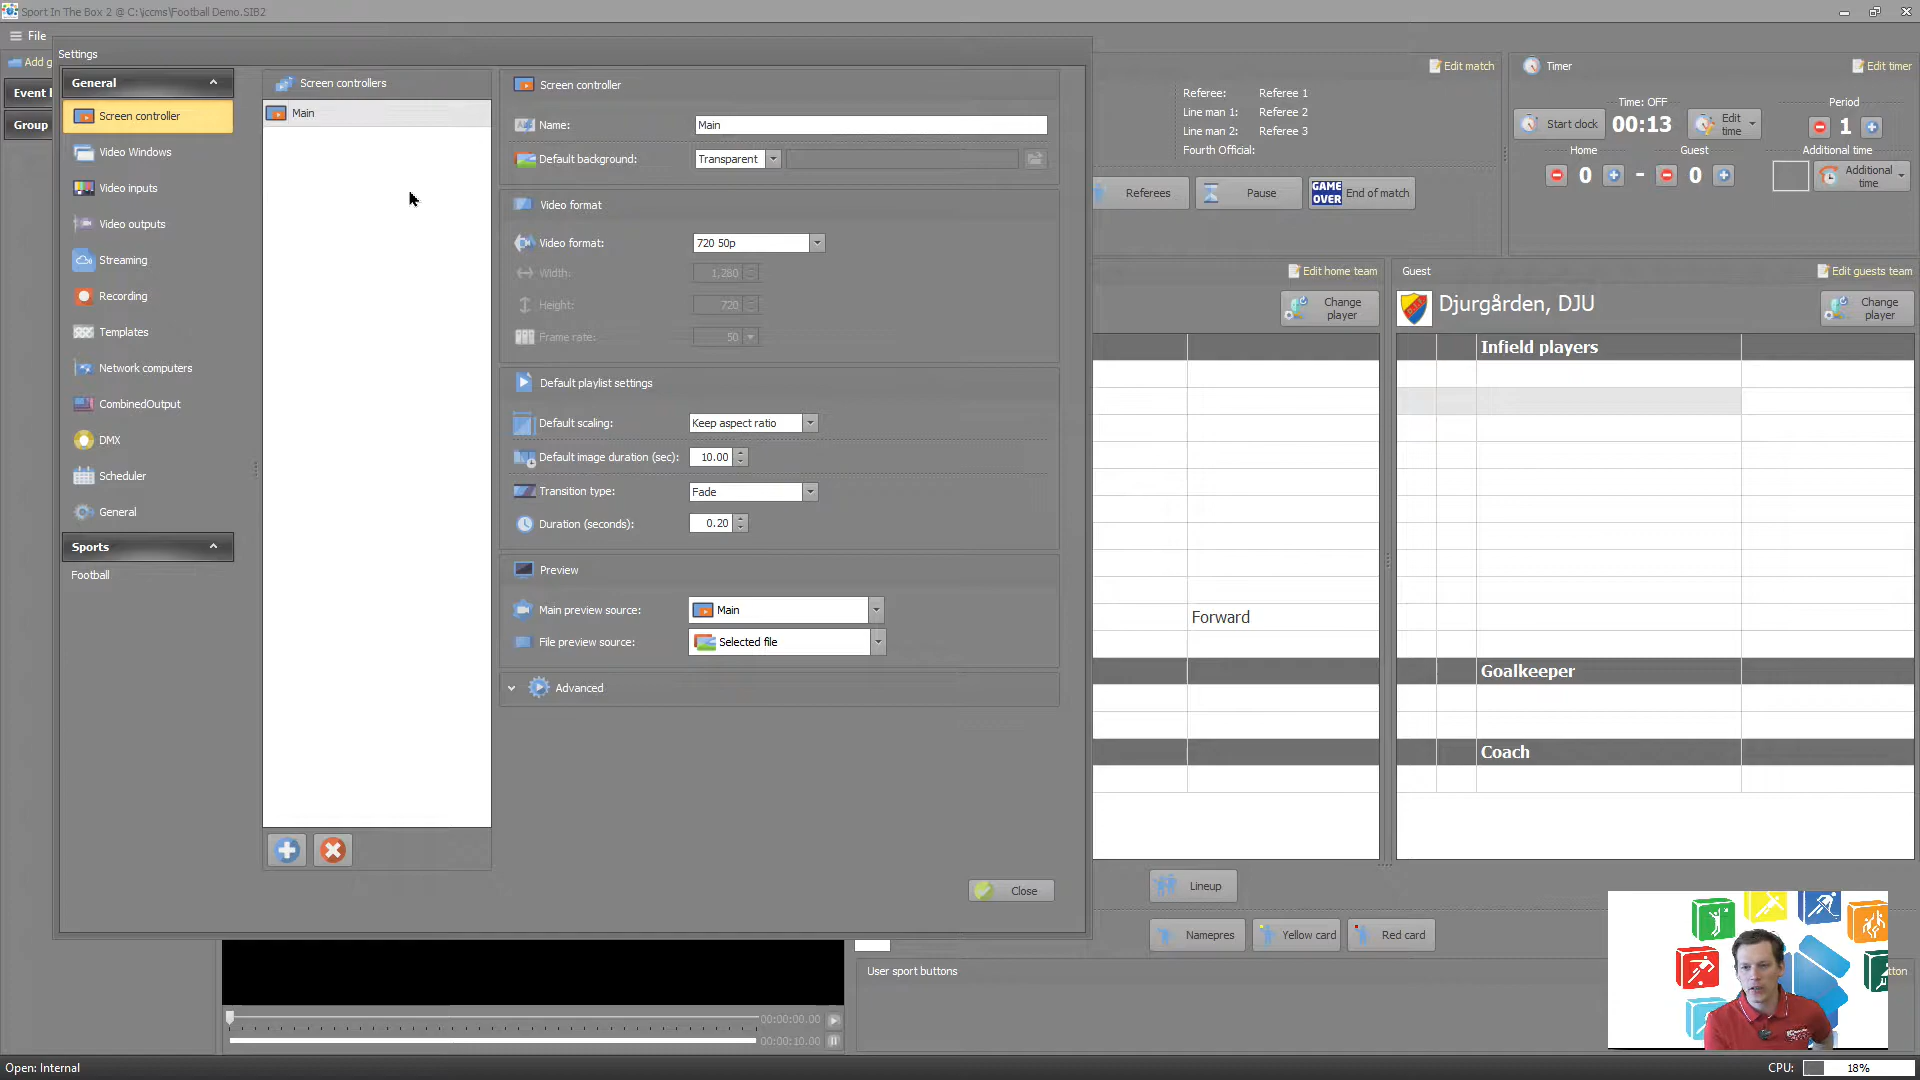 Sport In The Box 2 @ C:\jccms\Football Demo.SIB2
File
Add g
Event l
Group
Settings
General
Screen controller
Video Windows
Video inputs
Video outputs
Streaming
Recording
Templates
Network computers
CombinedOutput
DMX
Scheduler
General
Sports
Football
Screen controllers
Main
Screen controller
Name:
Main
Default background:
Transparent
Video format
Video format:
720 50p
Width:
1,280
Height:
720
Frame rate:
50
Default playlist settings
Default scaling:
Keep aspect ratio
Default image duration (sec):
10.00
Transition type:
Fade
Duration (seconds):
0.20
Preview
Main preview source:
Main
File preview source:
Selected file
Advanced
Close
Edit match
Referee: Referee 1
Line man 1: Referee 2
Line man 2: Referee 3
Fourth Official:
Referees
Pause
GAME OVER
End of match
Timer
Edit timer
Time: OFF
Start clock
00:13
Edit time
Period
1
Home
0
-
Guest
0
Additional time
Additional time
Edit home team
Change player
Forward
Guest
Edit guests team
Djurgården, DJU
Change player
Infield players
Goalkeeper
Coach
Lineup
Namepres
Yellow card
Red card
User sport buttons
tton
00:00:00.00
00:00:10.00
Open: Internal
CPU:
18%